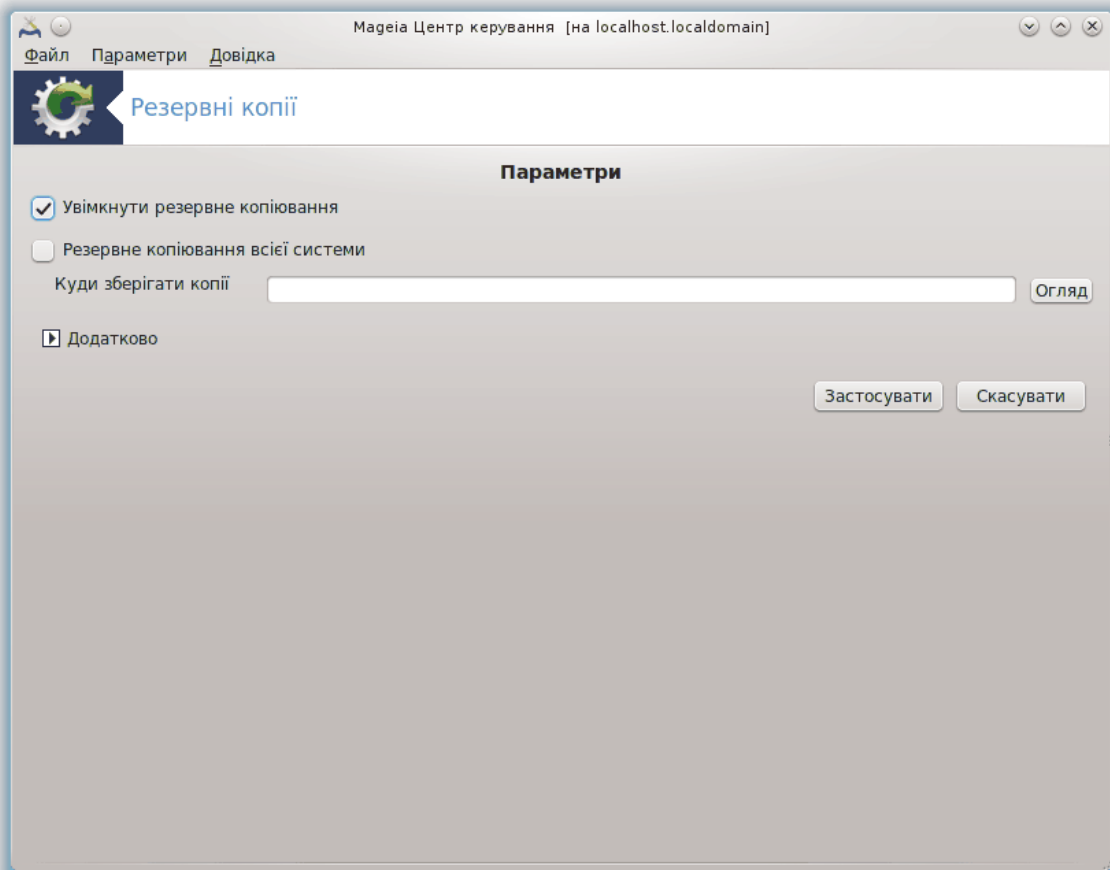 Mageia Центр керування [на localhost.localdomain]
Файл Параметри Довідка
Резервні копії
Параметри
Увімкнути резервне копіювання
Резервне копіювання всієї системи
Куди зберігати копії Огляд
Додатково
Застосувати Скасувати